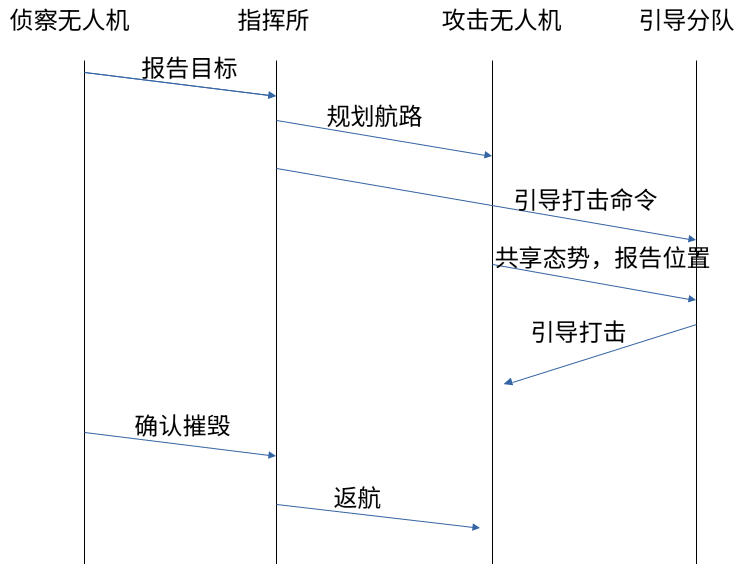 侦察无人机
指挥所
攻击无人机
引导分队
报告目标
规划航路
引导打击命令
共享态势，报告位置
引导打击
确认摧毁
返航